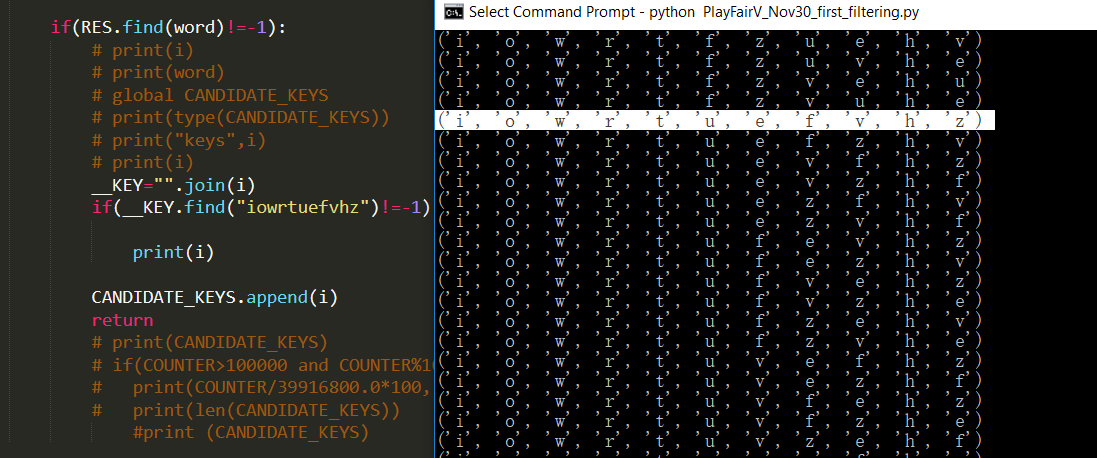 if(RES.find(word)!=-1):
# print(i)
# print(word)
# global CANDIDATE_KEYS
# print(type(CANDIDATE_KEYS))
# print("keys",i)
# print(i)
__KEY="".join(i)
if(__KEY.find("iowrtuefvhz")!=-1)
print(i)
CANDIDATE_KEYS.append(i)
return
# print(CANDIDATE_KEYS)
# if(COUNTER>100000 and COUNTER%1
# print(COUNTER/39916800.0*100,
# print(len(CANDIDATE_KEYS))
#print (CANDIDATE_KEYS)
Select Command Prompt - python PlayFairV_Nov30_first_filtering.py
('i', 'o', 'w', 'r', 't', 'f', 'z', 'u', 'e', 'h', 'v')
('i', 'o', 'w', 'r', 't', 'f', 'z', 'u', 'v', 'h', 'e')
('i', 'o', 'w', 'r', 't', 'f', 'z', 'v', 'e', 'h', 'u')
('i', 'o', 'w', 'r', 't', 'f', 'z', 'v', 'u', 'h', 'e')
('i', 'o', 'w', 'r', 't', 'u', 'e', 'f', 'v', 'h', 'z')
('i', 'o', 'w', 'r', 't', 'u', 'e', 'f', 'z', 'h', 'v')
('i', 'o', 'w', 'r', 't', 'u', 'e', 'v', 'f', 'h', 'z')
('i', 'o', 'w', 'r', 't', 'u', 'e', 'v', 'z', 'h', 'f')
('i', 'o', 'w', 'r', 't', 'u', 'e', 'z', 'f', 'h', 'v')
('i', 'o', 'w', 'r', 't', 'u', 'e', 'z', 'v', 'h', 'f')
('i', 'o', 'w', 'r', 't', 'u', 'f', 'e', 'v', 'h', 'z')
('i', 'o', 'w', 'r', 't', 'u', 'f', 'e', 'z', 'h', 'v')
('i', 'o', 'w', 'r', 't', 'u', 'f', 'v', 'e', 'h', 'z')
('i', 'o', 'w', 'r', 't', 'u', 'f', 'v', 'z', 'h', 'e')
('i', 'o', 'w', 'r', 't', 'u', 'f', 'z', 'e', 'h', 'v')
('i', 'o', 'w', 'r', 't', 'u', 'f', 'z', 'v', 'h', 'e')
('i', 'o', 'w', 'r', 't', 'u', 'v', 'e', 'f', 'h', 'z')
('i', 'o', 'w', 'r', 't', 'u', 'v', 'e', 'z', 'h', 'f')
('i', 'o', 'w', 'r', 't', 'u', 'v', 'f', 'e', 'h', 'z')
('i', 'o', 'w', 'r', 't', 'u', 'v', 'f', 'z', 'h', 'e')
('i', 'o', 'w', 'r', 't', 'u', 'v', 'z', 'e', 'h', 'f')